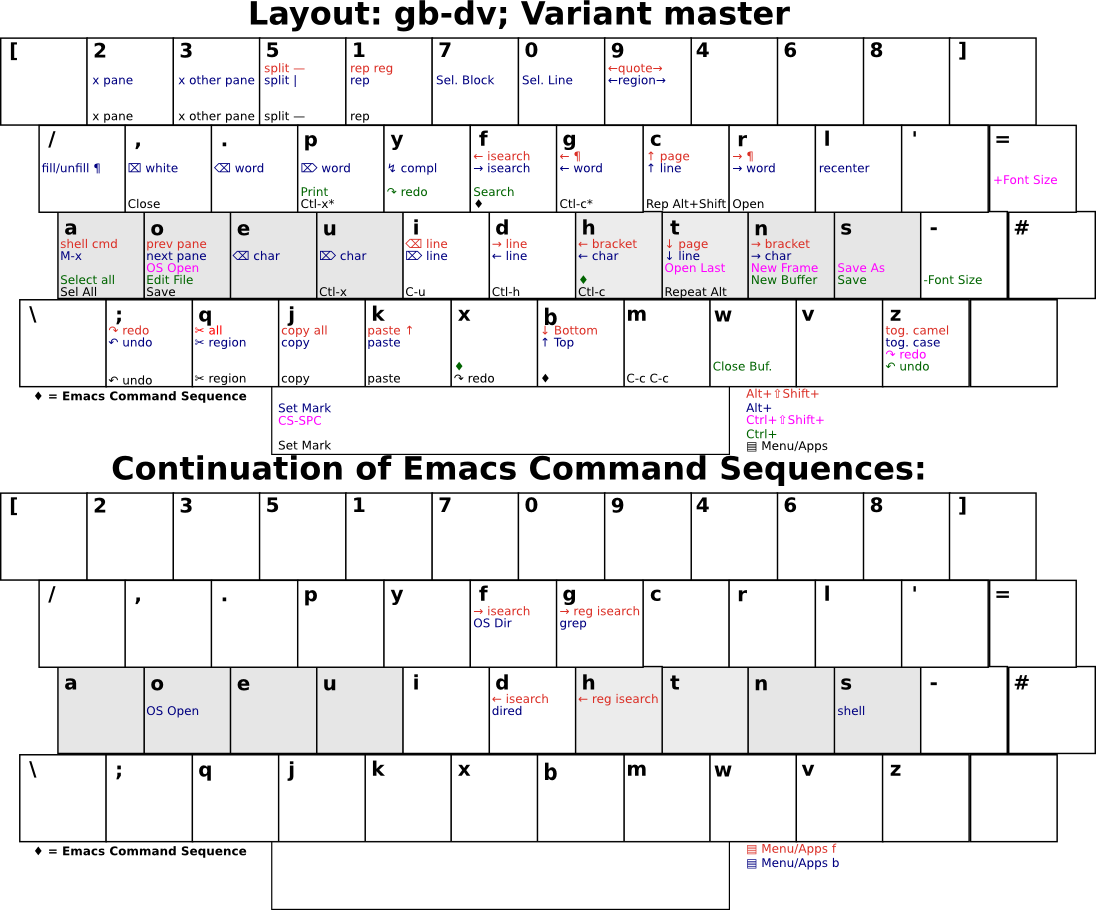 Layout: gb-dv; Variant master
[ 2 3 5 1 7 0 9 4 6 8 ]
split — rep reg ←quote→
x pane x other pane split | rep Sel. Block Sel. Line ←region→
x pane x other pane split — rep
/ , . p y f g c r l ' =
← isearch ← ¶ ↑ page → ¶
fill/unfill ¶ ⌧ white ⌫ word ⌦ word ↯ compl → isearch ← word ↑ line → word recenter
+Font Size
Print ↷ redo Search
Close Ctl-x* ♦ Ctl-c* Rep Alt+Shift Open
a o e u i d h t n s - #
shell cmd prev pane ⌫ line → line ← bracket ↓ page → bracket
M-x next pane ⌫ char ⌦ char ⌦ line ← line ← char ↓ line → char
OS Open Open Last New Frame Save As
Select all Edit File ♦ New Buffer Save -Font Size
Sel All Save Ctl-x C-u Ctl-h Ctl-c Repeat Alt
\ ; q j k x b m w v z
↷ redo ✂ all copy all paste ↑ ↓ Bottom tog. camel
↶ undo ✂ region copy paste ↑ Top tog. case
↷ redo
♦ Close Buf. ↶ undo
↶ undo ✂ region copy paste ↷ redo ♦ C-c C-c
♦ = Emacs Command Sequence Alt+⇧Shift+
Set Mark Alt+
CS-SPC Ctrl+⇧Shift+
Ctrl+
Set Mark ▤ Menu/Apps
Continuation of Emacs Command Sequences:
[ 2 3 5 1 7 0 9 4 6 8 ]
/ , . p y f g c r l ' =
→ isearch → reg isearch
OS Dir grep
a o e u i d h t n s - #
← isearch ← reg isearch
OS Open dired shell
\ ; q j k x b m w v z
♦ = Emacs Command Sequence ▤ Menu/Apps f
▤ Menu/Apps b